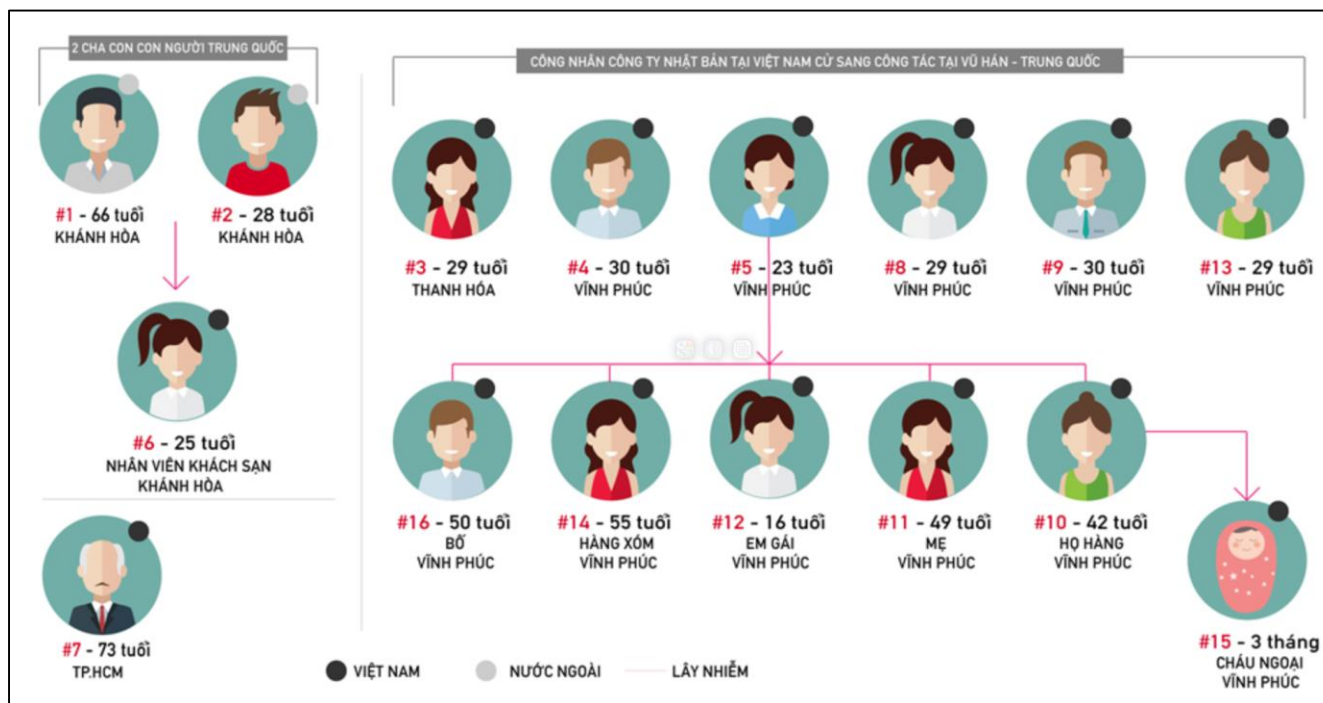 2 CHA CON CON NGƯỜI TRUNG QUỐC
#1 - 66 tuổi
KHÁNH HÒA
#2 - 28 tuổi
KHÁNH HÒA
#6 - 25 tuổi
NHÂN VIÊN KHÁCH SẠN
KHÁNH HÒA
#7 - 73 tuổi
TP.HCM
CÔNG NHÂN CÔNG TY NHẬT BẢN TẠI VIỆT NAM CỬ SANG CÔNG TÁC TẠI VŨ HÁN - TRUNG QUỐC
#3 - 29 tuổi
THANH HÓA
#4 - 30 tuổi
VĨNH PHÚC
#5 - 23 tuổi
VĨNH PHÚC
#8 - 29 tuổi
VĨNH PHÚC
#9 - 30 tuổi
VĨNH PHÚC
#13 - 29 tuổi
VĨNH PHÚC
#16 - 50 tuổi
BỐ
VĨNH PHÚC
#14 - 55 tuổi
HÀNG XÓM
VĨNH PHÚC
#12 - 16 tuổi
EM GÁI
VĨNH PHÚC
#11 - 49 tuổi
MẸ
VĨNH PHÚC
#10 - 42 tuổi
HỌ HÀNG
VĨNH PHÚC
#15 - 3 tháng
CHÁU NGOẠI
VĨNH PHÚC
VIỆT NAM
NƯỚC NGOÀI
LÂY NHIỄM